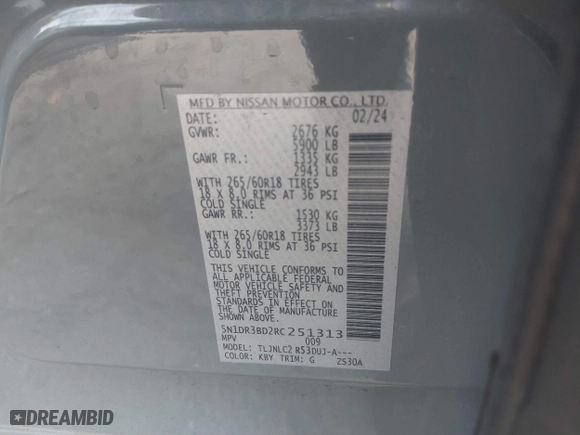 MFD BY NISSAN MOTOR CO., LTD.
DATE: 02/24
GVWR: 2676 KG
5900 LB
GAWR FR.: 1335 KG
2943 LB
WITH 265/60R18 TIRES
18 X 8.0 RIMS AT 36 PSI
COLD SINGLE
GAWR RR.: 1530 KG
3373 LB
WITH 265/60R18 TIRES
18 X 8.0 RIMS AT 36 PSI
COLD SINGLE
THIS VEHICLE CONFORMS
TO ALL APPLICABLE FEDERAL
MOTOR VEHICLE SAFETY AND
THEFT PREVENTION
STANDARDS IN EFFECT ON
THE DATE OF MANUFACTURE
SHOWN ABOVE.
5N1DR3BD2RC251313
MPV 009
MODEL: TLJNLC2 RS30UJ-A---
COLOR: KBY TRIM: G ZS30A
DREAMBID